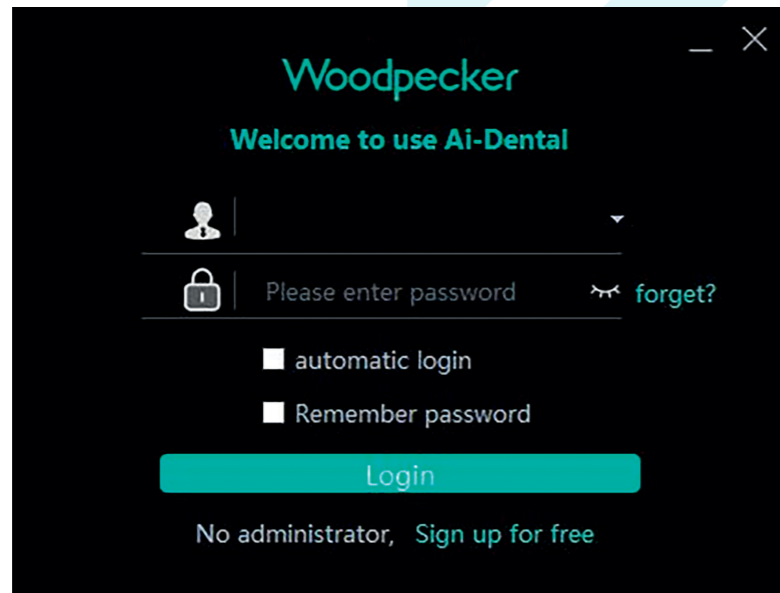 Woodpecker
Welcome to use Ai-Dental
Please enter password forget?
automatic login
Remember password
Login
No administrator, Sign up for free